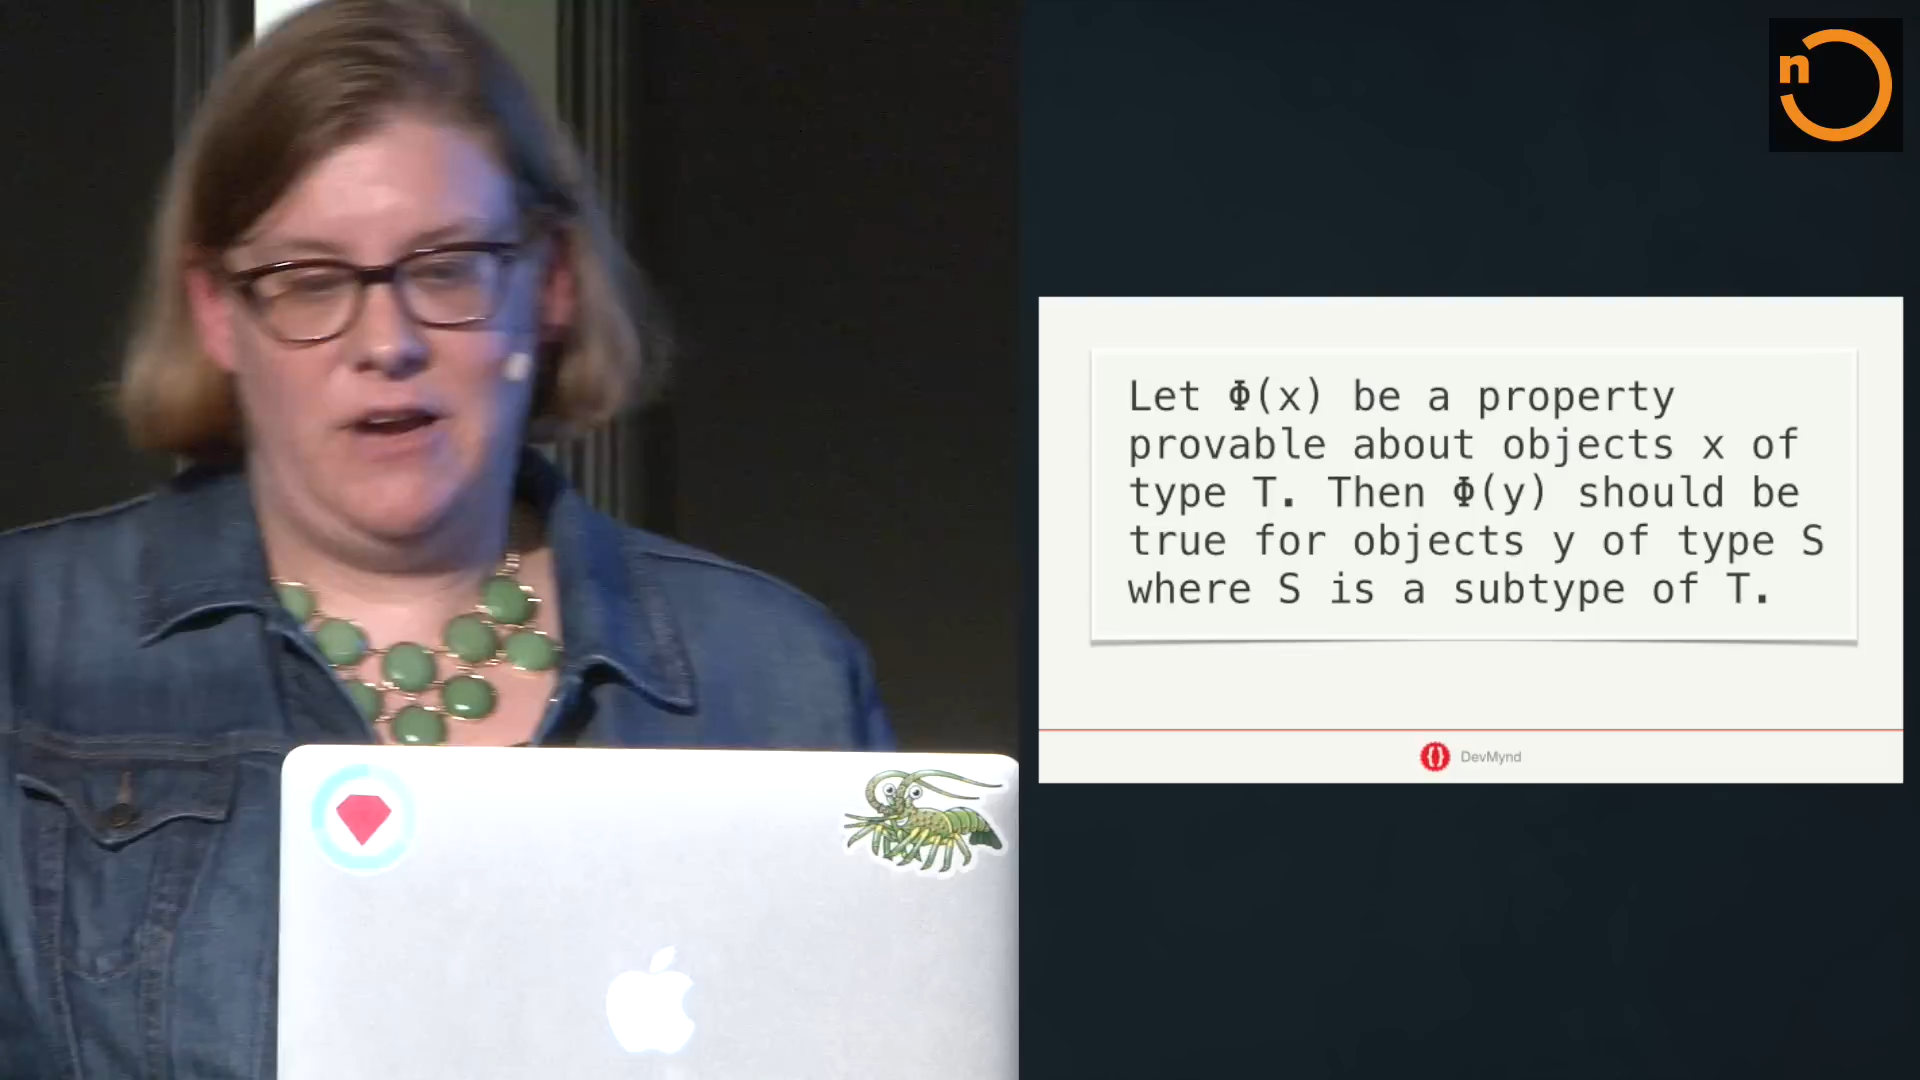 n
Let Φ(x) be a property
provable about objects x of
type T. Then Φ(y) should be
true for objects y of type S
where S is a subtype of T.
{} DevMynd